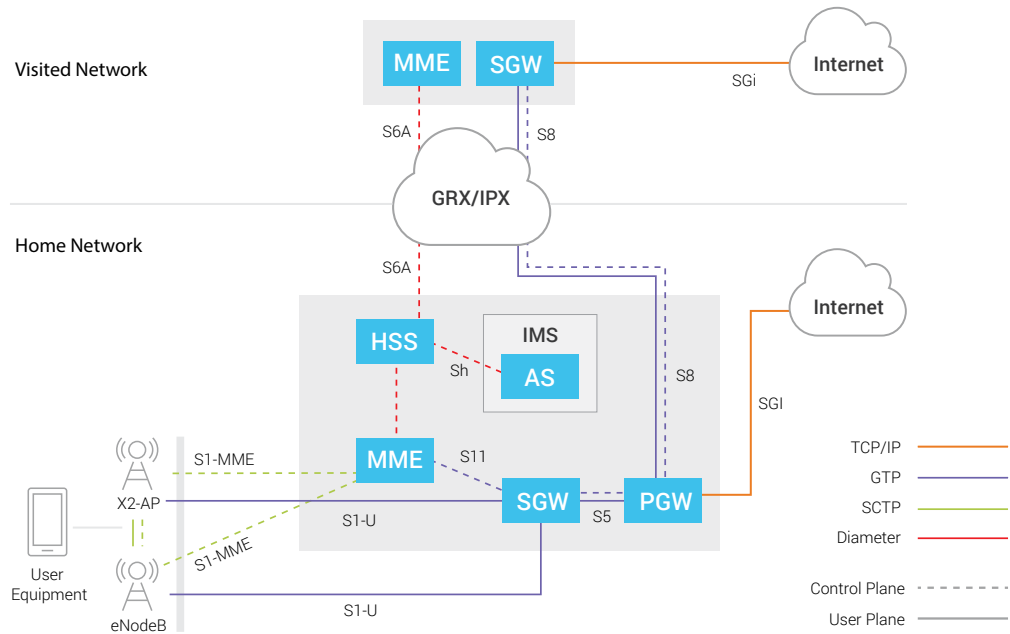 Visited Network
MME
SGW
Internet
SGi
S6A
S8
GRX/IPX
Home Network
S6A
Internet
HSS
IMS
AS
Sh
S8
SGI
MME
S11
S1-MME
X2-AP
S1-U
SGW
S5
PGW
S1-MME
User
Equipment
eNodeB
S1-U
TCP/IP
GTP
SCTP
Diameter
Control Plane
User Plane